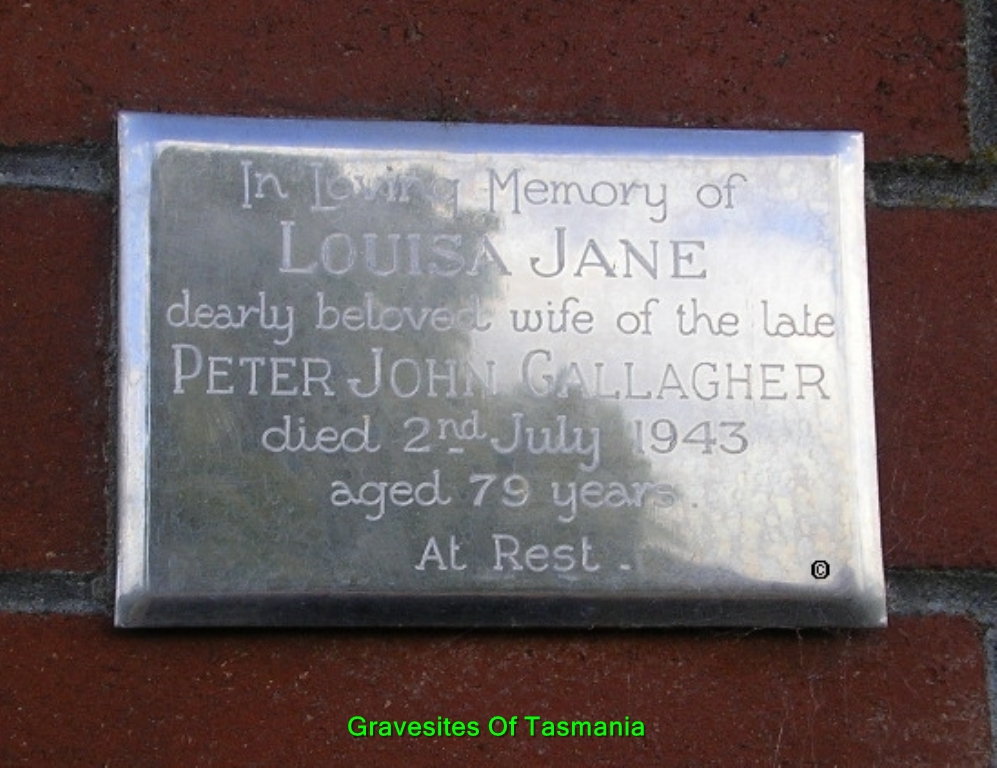 In Loving Memory of
LOUISA JANE
dearly beloved wife of the late
PETER JOHN GALLAGHER
died 2nd July 1943
aged 79 years.
At Rest.
©
Gravesites Of Tasmania